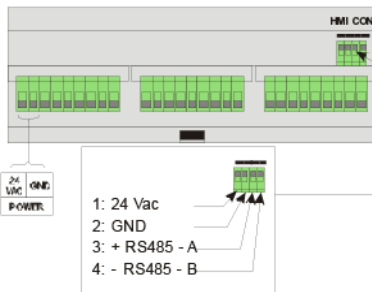 HMI CON
24 VAC GND
POWER
1: 24 Vac
2: GND
3: + RS485 - A
4: - RS485 - B